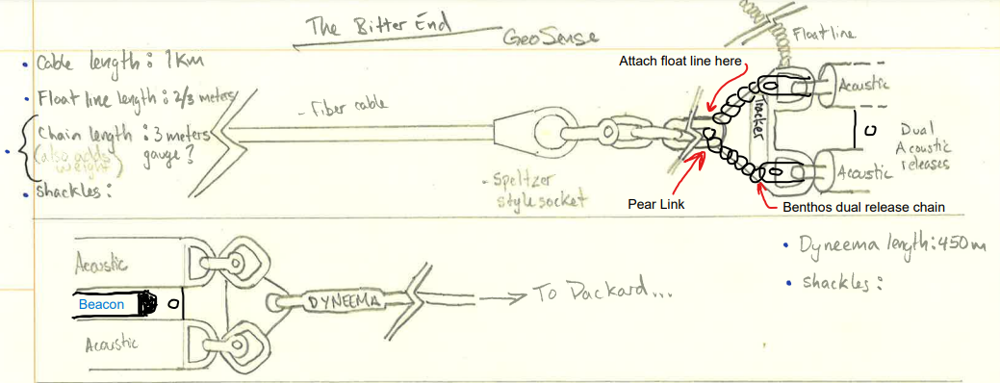 The Bitter End
GeoSense
Float line
• Cable length: 1Km
• Float line length: 2/3 meters
• Chain length: 3 meters
(also adds weight)
gauge?
• shackles:
- Fiber cable
Attach float line here
Tracker
Acoustic
Dual
Acoustic
releases
Acoustic
- Speltzer
style socket
Pear Link
Benthos dual release chain
Acoustic
Beacon
Acoustic
DYNEEMA
To Packard...
• Dyneema length: 450m
• shackles: